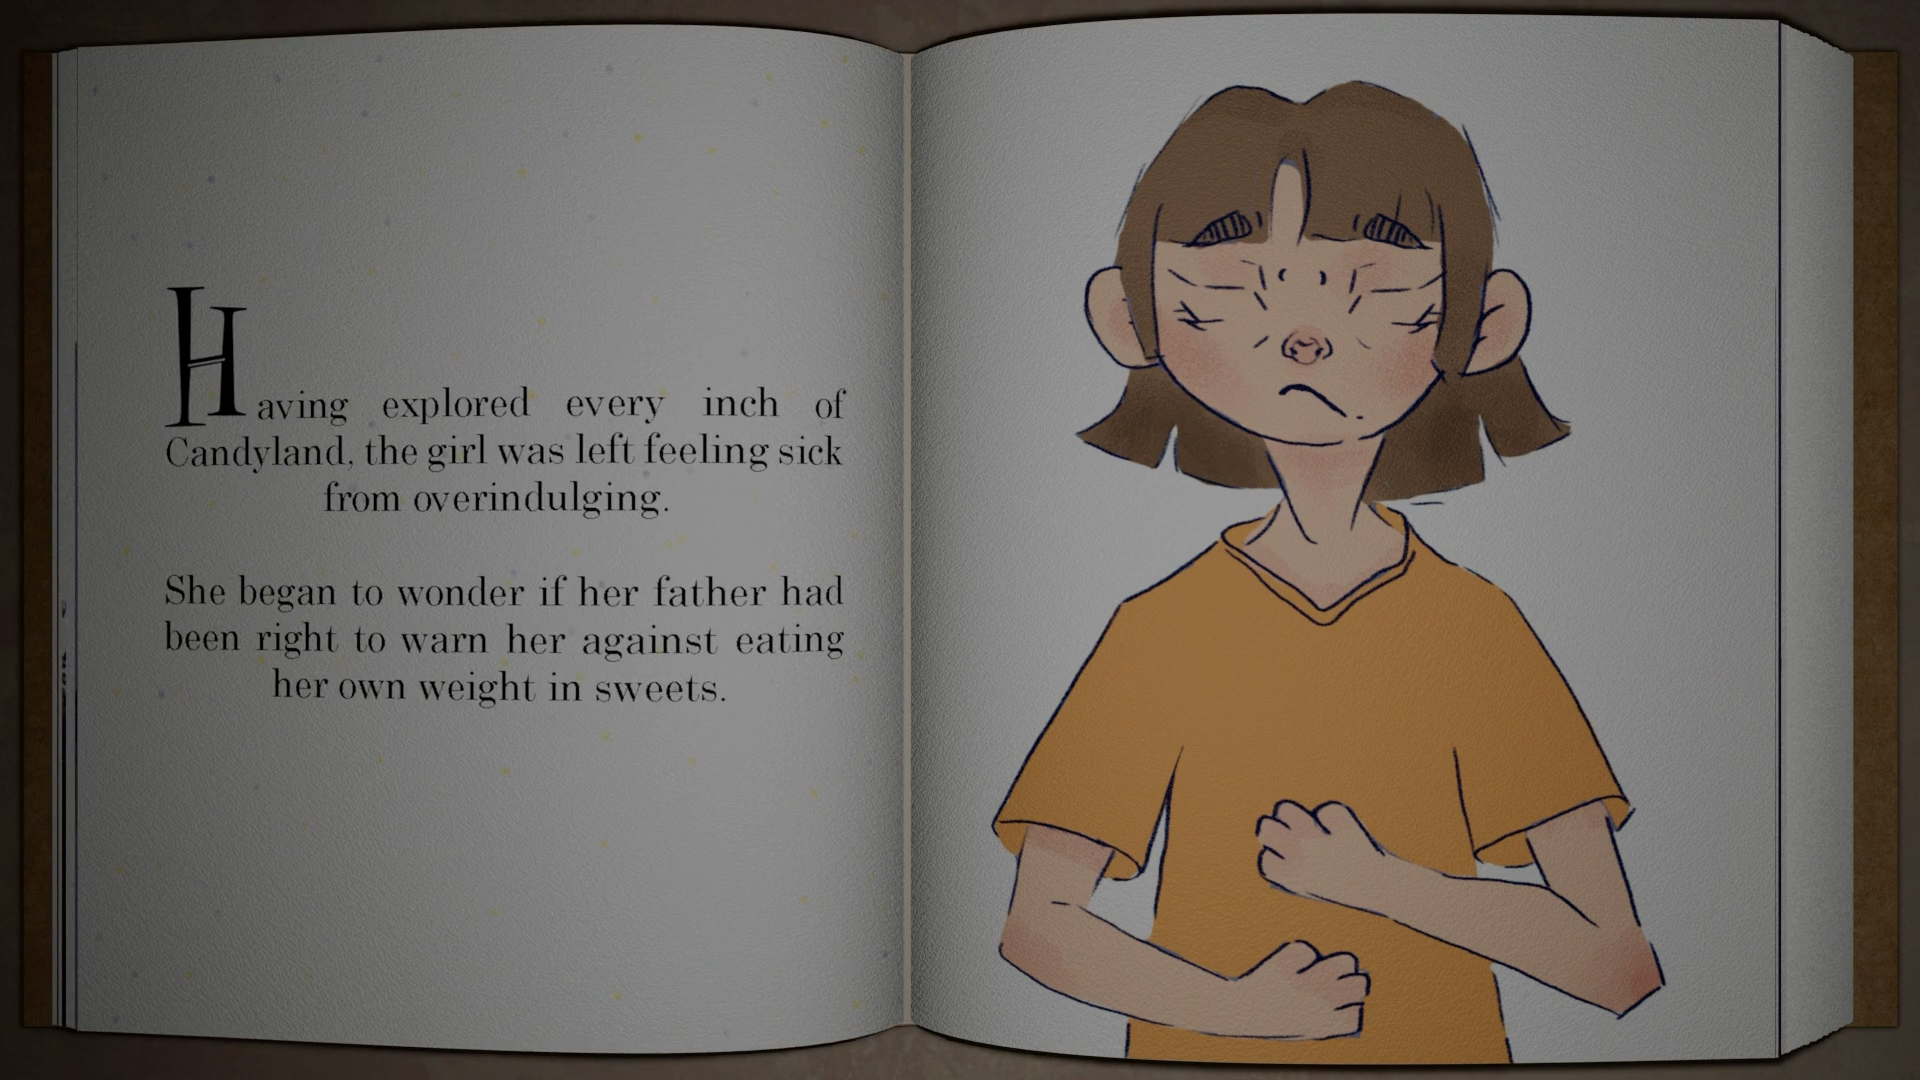 Having explored every inch of
Candyland, the girl was left feeling sick
from overindulging.
She began to wonder if her father had
been right to warn her against eating
her own weight in sweets.